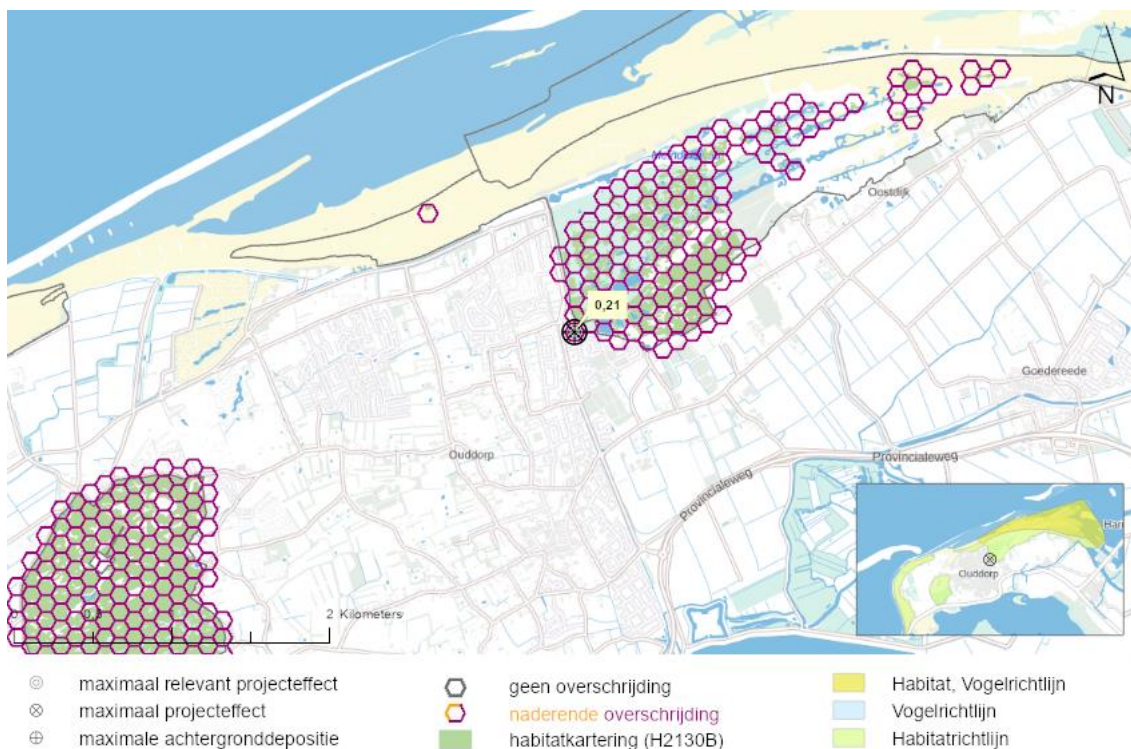 N
Oostdijk
0,21
Goedereede
Ouddorp
Provincialeweg
Provincialeweg
Ouddorp
2 Kilometers
maximaal relevant projecteffect
maximaal projecteffect
maximale achtergronddepositie
geen overschrijding
naderende overschrijding
habitatkartering (H2130B)
Habitat, Vogelrichtlijn
Vogelrichtlijn
Habitatrichtlijn